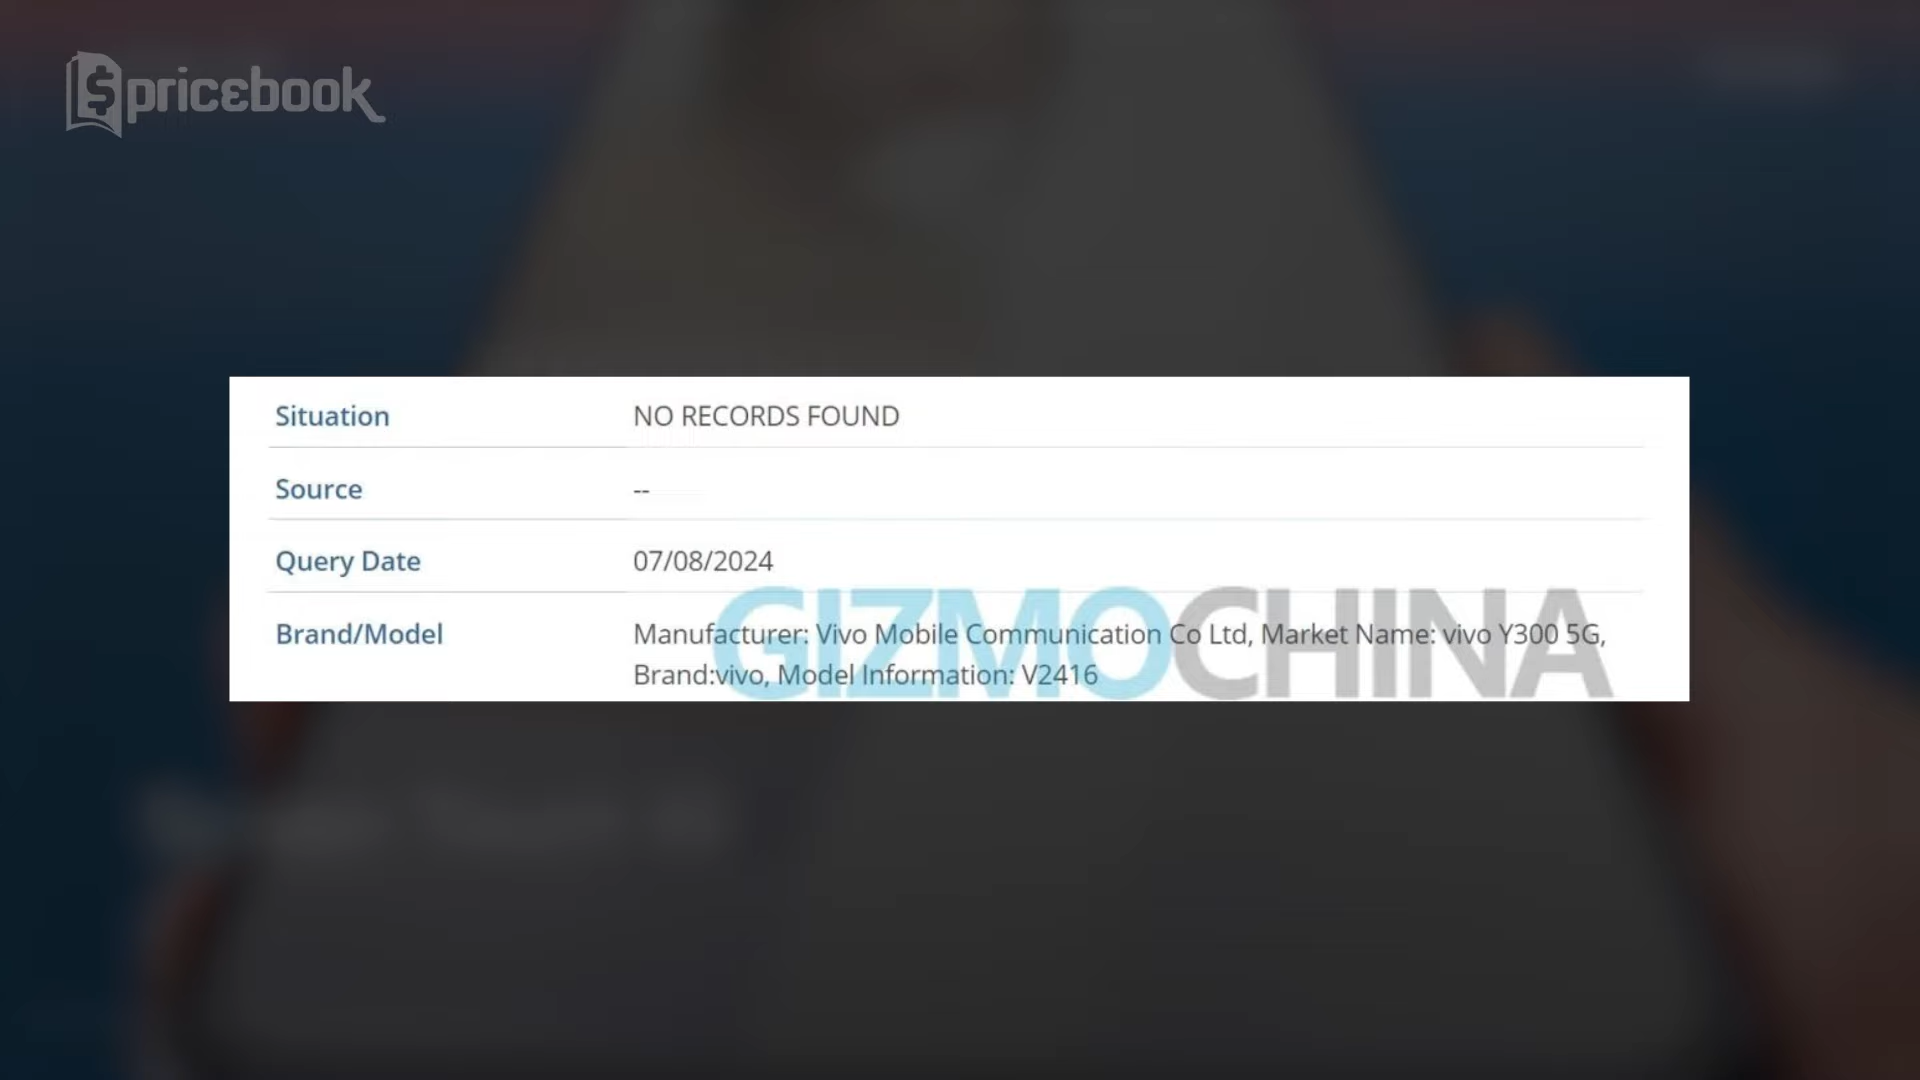 pricebook
Situation NO RECORDS FOUND
Source --
Query Date 07/08/2024
GIZMOCHINA
Brand/Model Manufacturer: Vivo Mobile Communication Co Ltd, Market Name: vivo Y300 5G,
Brand:vivo, Model Information: V2416